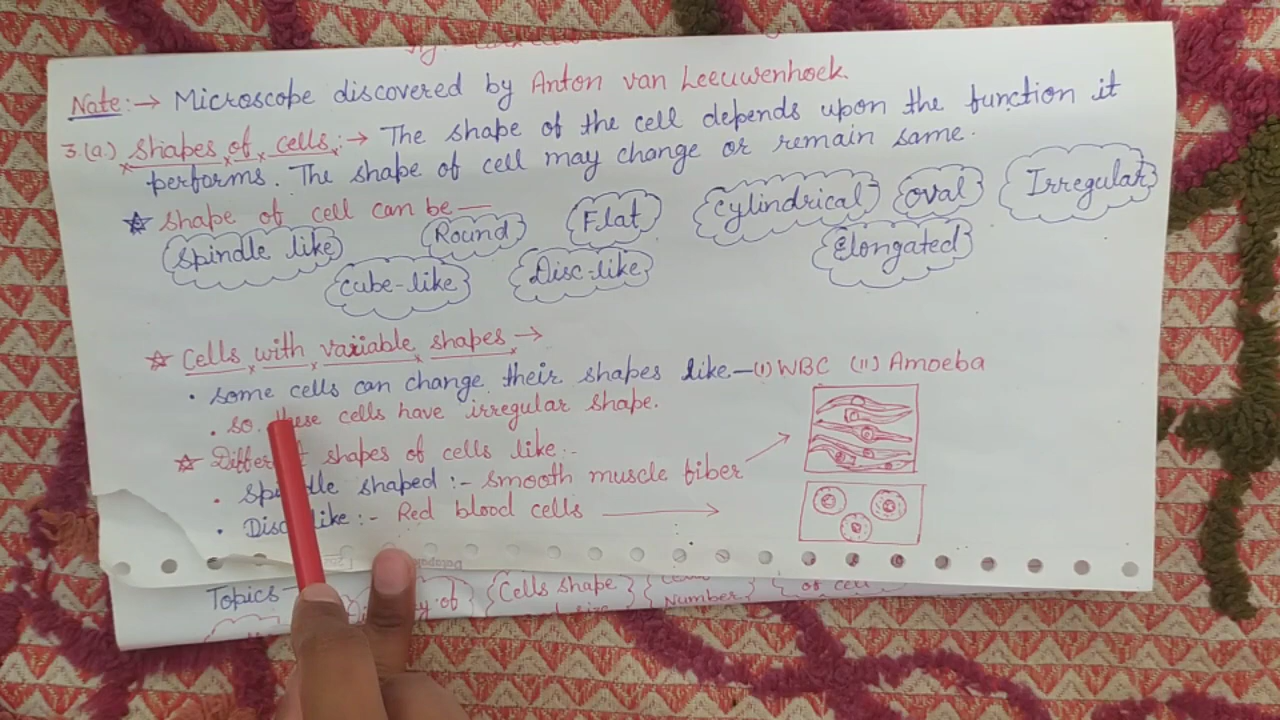 Note:→ Microscope discovered by Anton van Leeuwenhoek.
3.(a.) Shapes of cells:→ The shape of the cell depends upon the function it
performs. The shape of cell may change or remain same.
☆ Shape of cell can be—
Spindle like Round Flat Cylindrical Oval Irregular
Cube-like Disc-like Elongated
☆ Cells with variable shapes→
• Some cells can change their shapes like—(i) WBC (ii) Amoeba
• So these cells have irregular shape.
☆ shapes of cells like:-
• shaped:- Smooth muscle fiber
• Disc like:- Red blood cells
Topics— of Cells shape Number of cell